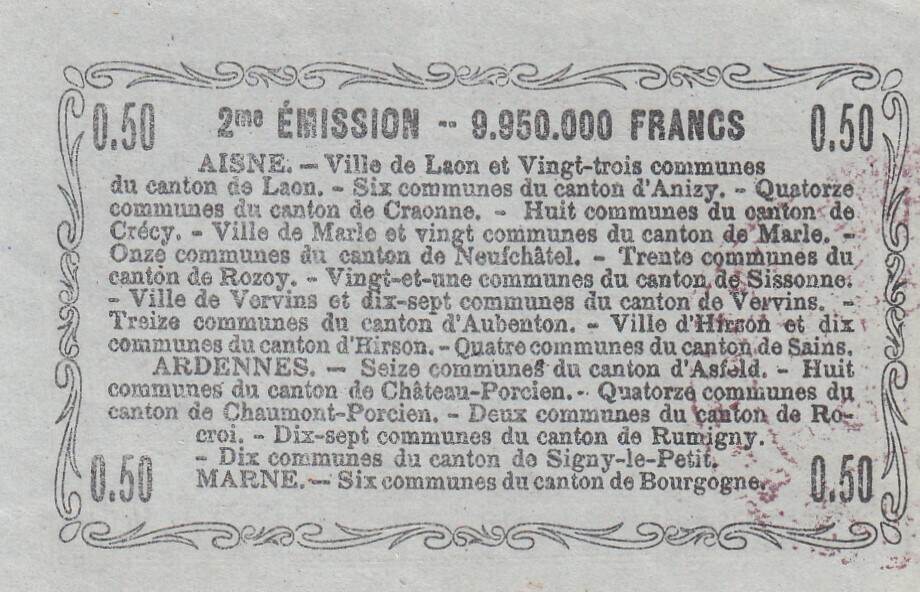 0.50 2me ÉMISSION -- 9.950.000 FRANCS 0.50
AISNE. — Ville de Laon et Vingt-trois communes
du canton de Laon. - Six communes du canton d'Anizy. - Quatorze
communes du canton de Craonne. - Huit communes du canton de
Crécy. - Ville de Marle et vingt communes du canton de Marle. -
Onze communes du canton de Neufchâtel. - Trente communes du
canton de Rozoy. - Vingt-et-une communes du canton de Sissonne.
- Ville de Vervins et dix-sept communes du canton de Vervins. -
Treize communes du canton d'Aubenton. - Ville d'Hirson et dix
communes du canton d'Hirson. - Quatre communes du canton de Sains.
ARDENNES. — Seize communes du canton d'Asfeld. - Huit
communes du canton de Château-Porcien. - Quatorze communes du
canton de Chaumont-Porcien. - Deux communes du canton de Ro-
croi. - Dix-sept communes du canton de Rumigny.
- Dix communes du canton de Signy-le-Petit.
0.50 MARNE. — Six communes du canton de Bourgogne. 0.50